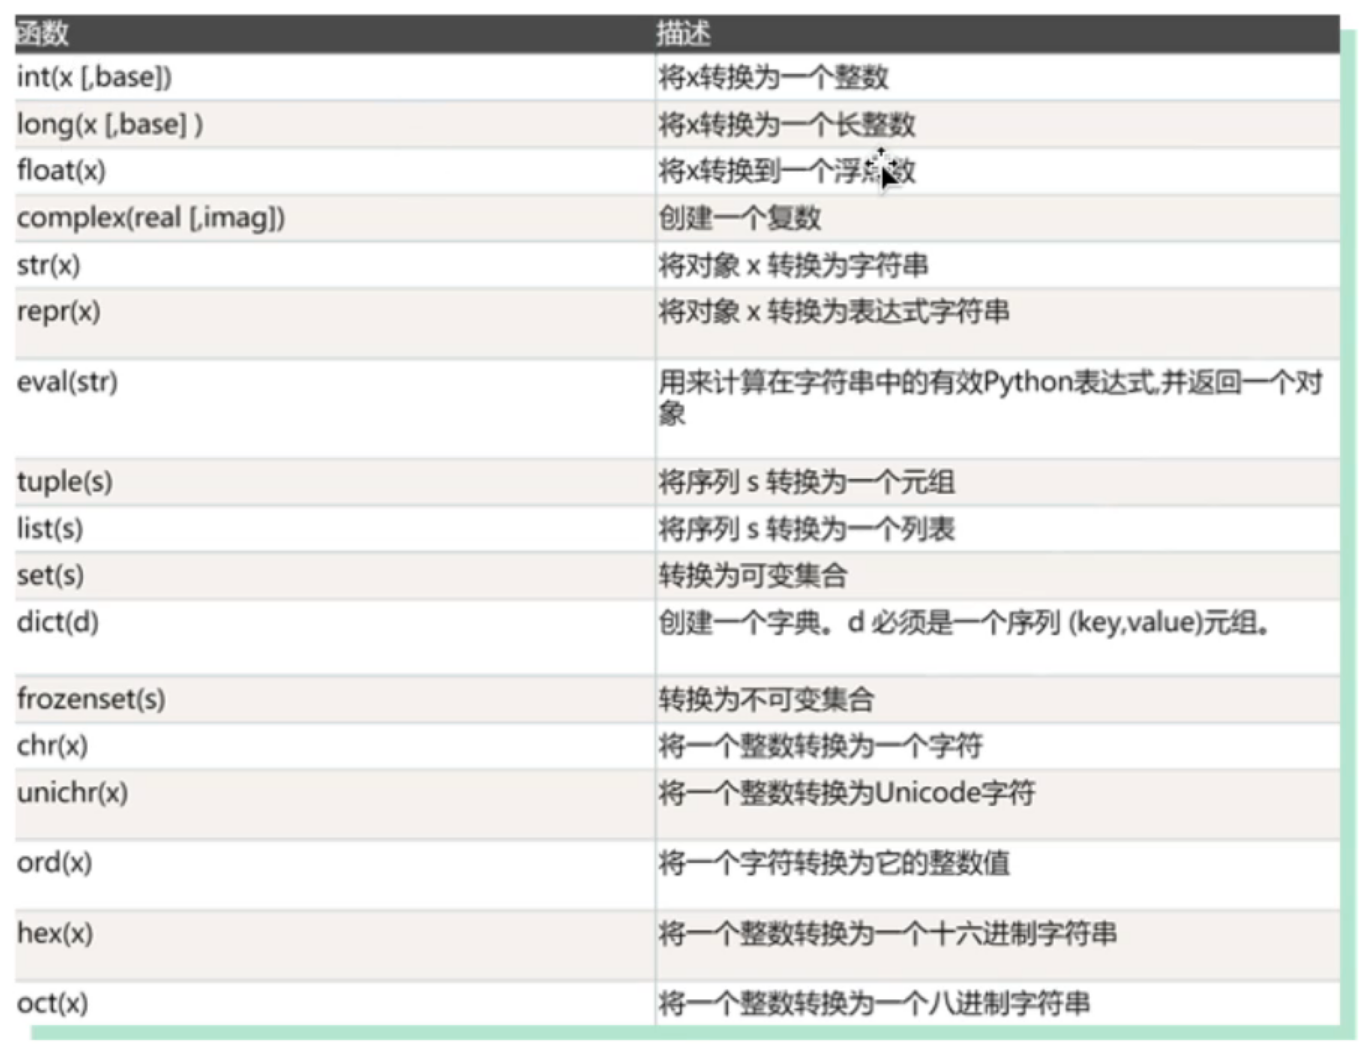 函数 描述
int(x [,base]) 将x转换为一个整数
long(x [,base] ) 将x转换为一个长整数
float(x) 将x转换到一个浮点数
complex(real [,imag]) 创建一个复数
str(x) 将对象 x 转换为字符串
repr(x) 将对象 x 转换为表达式字符串
eval(str) 用来计算在字符串中的有效Python表达式,并返回一个对
象
tuple(s) 将序列 s 转换为一个元组
list(s) 将序列 s 转换为一个列表
set(s) 转换为可变集合
dict(d) 创建一个字典。d 必须是一个序列 (key,value)元组。
frozenset(s) 转换为不可变集合
chr(x) 将一个整数转换为一个字符
unichr(x) 将一个整数转换为Unicode字符
ord(x) 将一个字符转换为它的整数值
hex(x) 将一个整数转换为一个十六进制字符串
oct(x) 将一个整数转换为一个八进制字符串